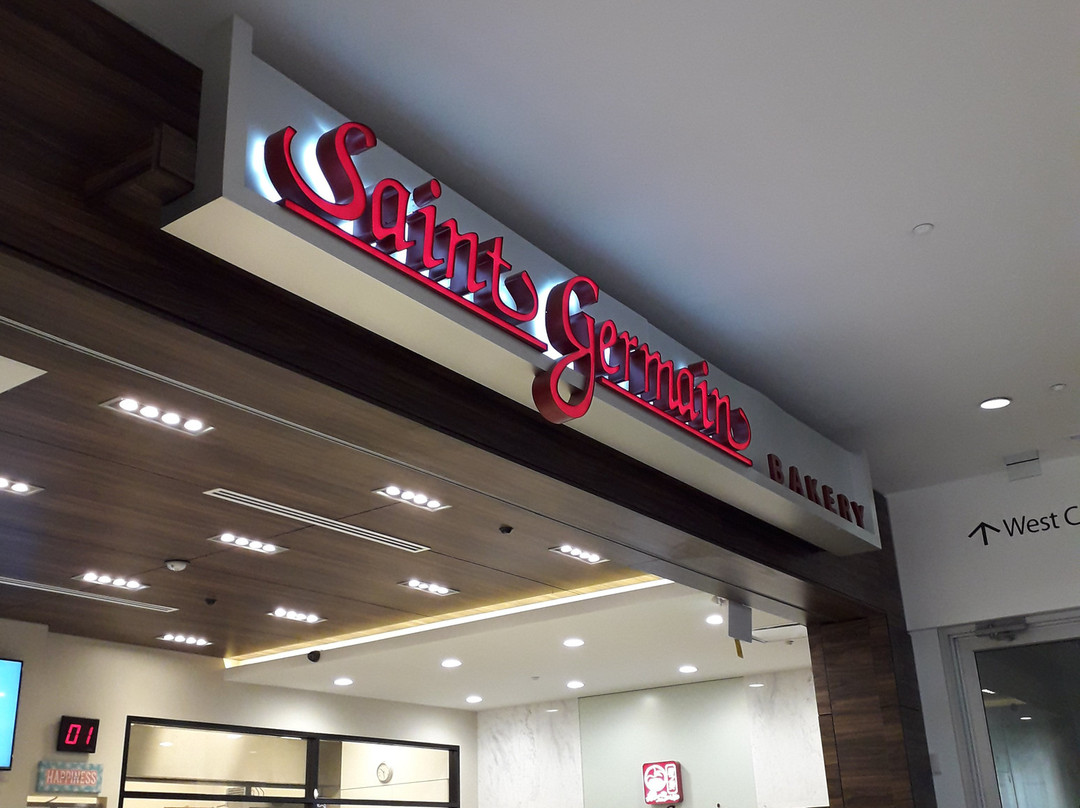 Saint Germain
BAKERY
West C
01
HAPPINESS